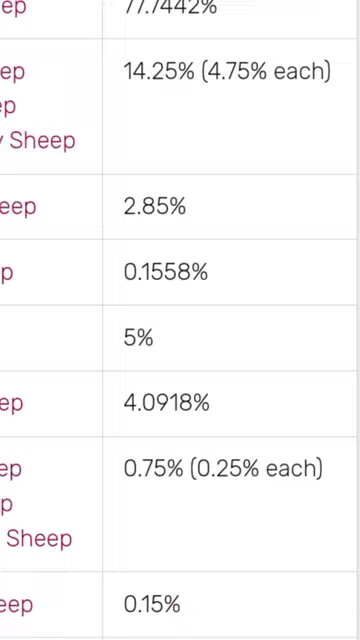 eep 77.7442%
eep 14.25% (4.75% each)
ep
y Sheep
eep 2.85%
p 0.1558%
5%
ep 4.0918%
ep 0.75% (0.25% each)
p
Sheep
eep 0.15%